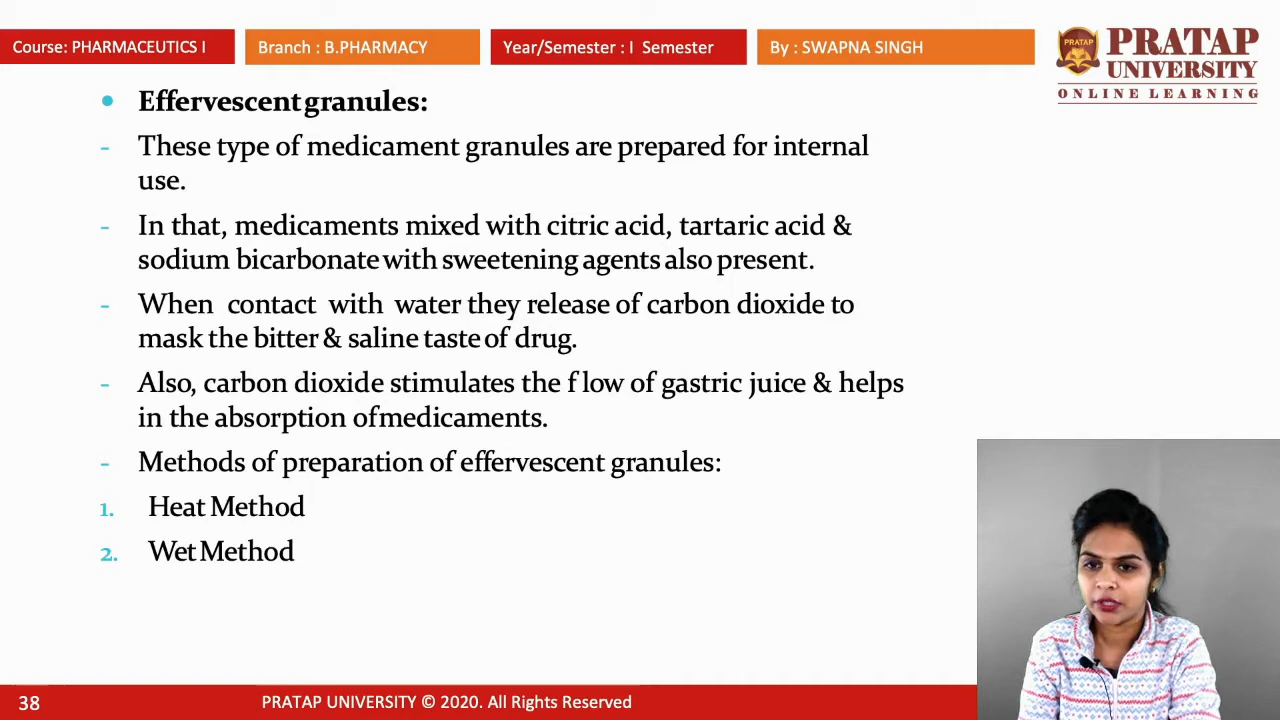 Course: PHARMACEUTICS I
Branch : B.PHARMACY
Year/Semester : I Semester
By : SWAPNA SINGH
PRATAP
PRATAP
UNIVERSITY
ONLINE LEARNING
• Effervescent granules:
- These type of medicament granules are prepared for internal
use.
- In that, medicaments mixed with citric acid, tartaric acid &
sodium bicarbonate with sweetening agents also present.
- When contact with water they release of carbon dioxide to
mask the bitter & saline taste of drug.
- Also, carbon dioxide stimulates the flow of gastric juice & helps
in the absorption of medicaments.
- Methods of preparation of effervescent granules:
1. Heat Method
2. Wet Method
38
PRATAP UNIVERSITY © 2020. All Rights Reserved